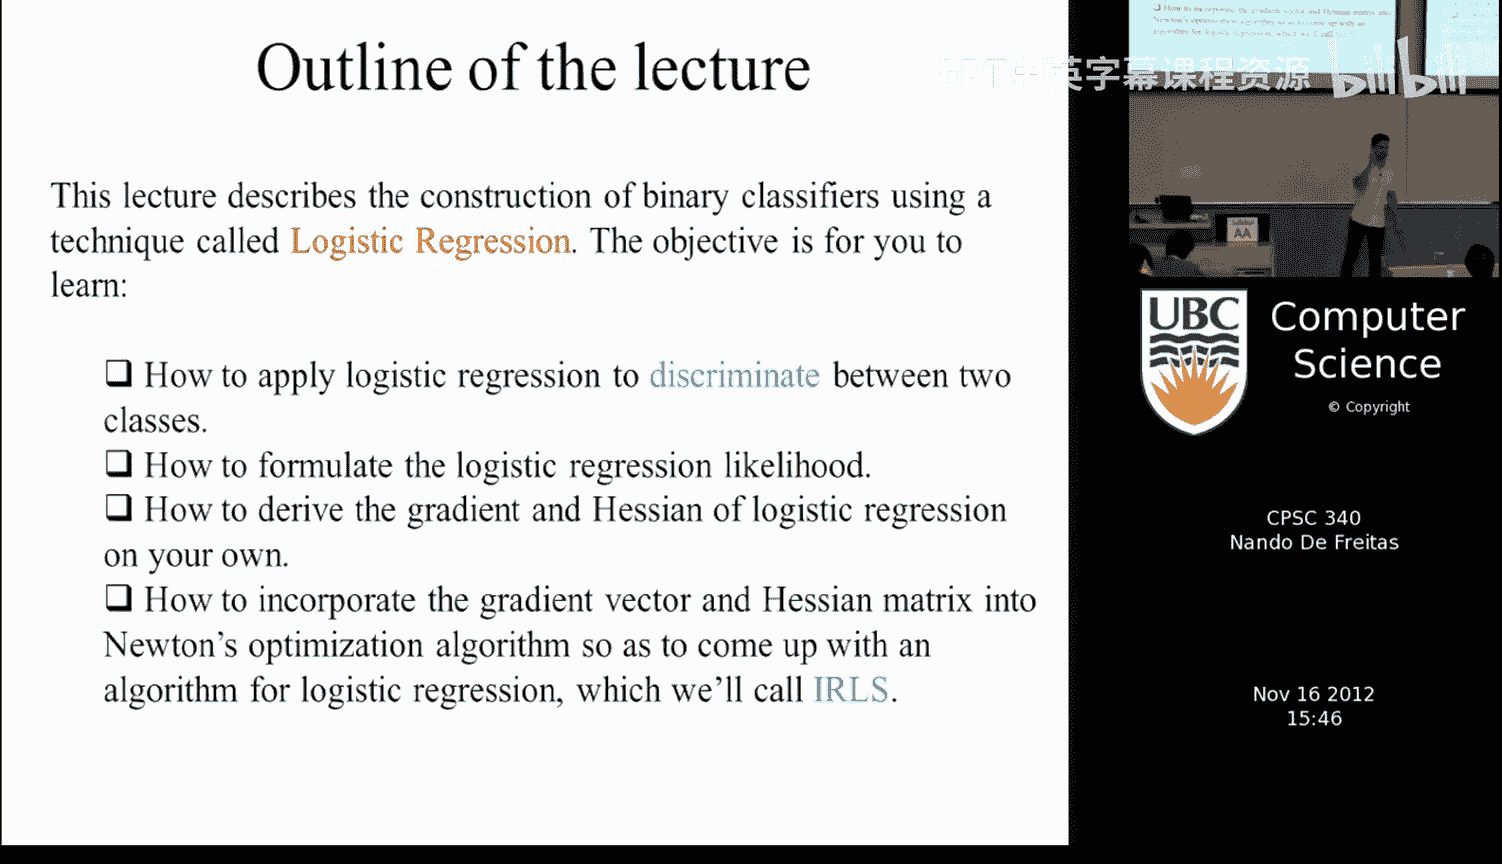 Outline of the lecture
This lecture describes the construction of binary classifiers using a
technique called Logistic Regression. The objective is for you to
learn:
❑ How to apply logistic regression to discriminate between two
classes.
❑ How to formulate the logistic regression likelihood.
❑ How to derive the gradient and Hessian of logistic regression
on your own.
❑ How to incorporate the gradient vector and Hessian matrix into
Newton’s optimization algorithm so as to come up with an
algorithm for logistic regression, which we’ll call IRLS.
中英字幕课程资源 bilibili
UBC
Computer
Science
© Copyright
CPSC 340
Nando De Freitas
Nov 16 2012
15:46